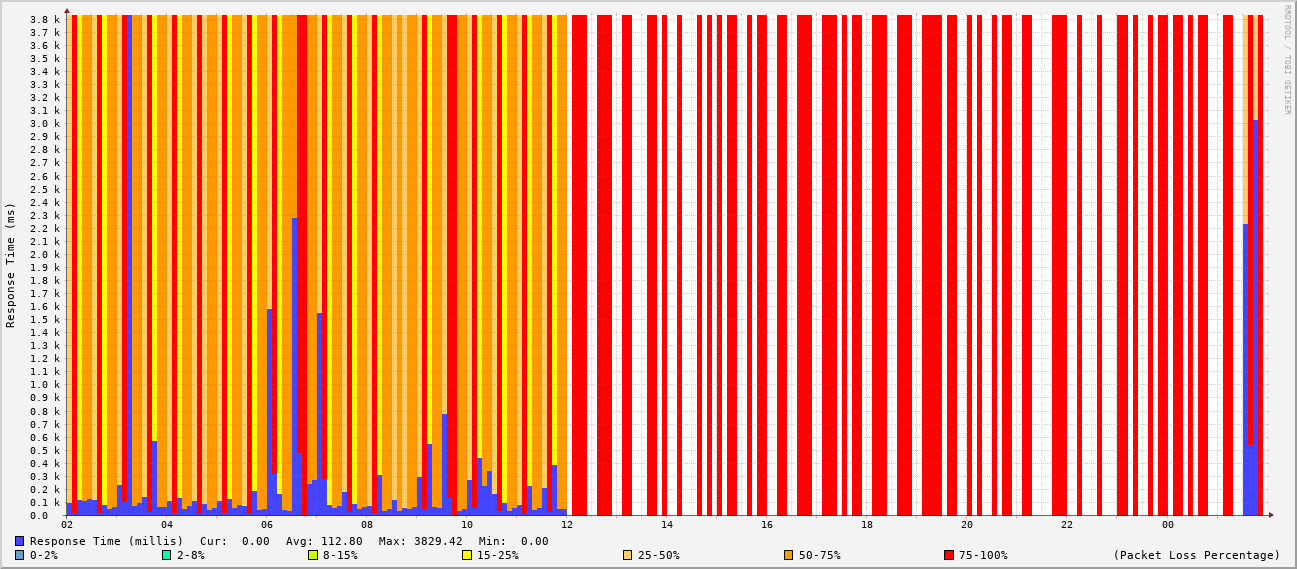 3.8 k
3.7 k
3.6 k
3.5 k
3.4 k
3.3 k
3.2 k
3.1 k
3.0 k
2.9 k
2.8 k
2.7 k
2.6 k
2.5 k
2.4 k
2.3 k
2.2 k
2.1 k
2.0 k
1.9 k
1.8 k
1.7 k
1.6 k
1.5 k
1.4 k
1.3 k
1.2 k
1.1 k
1.0 k
0.9 k
0.8 k
0.7 k
0.6 k
0.5 k
0.4 k
0.3 k
0.2 k
0.1 k
0.0
Response Time (ms)
RRDTOOL / TOBI OETIKER
02 04 06 08 10 12 14 16 18 20 22 00
Response Time (millis) Cur: 0.00 Avg: 112.80 Max: 3829.42 Min: 0.00
0-2% 2-8% 8-15% 15-25% 25-50% 50-75% 75-100% (Packet Loss Percentage)